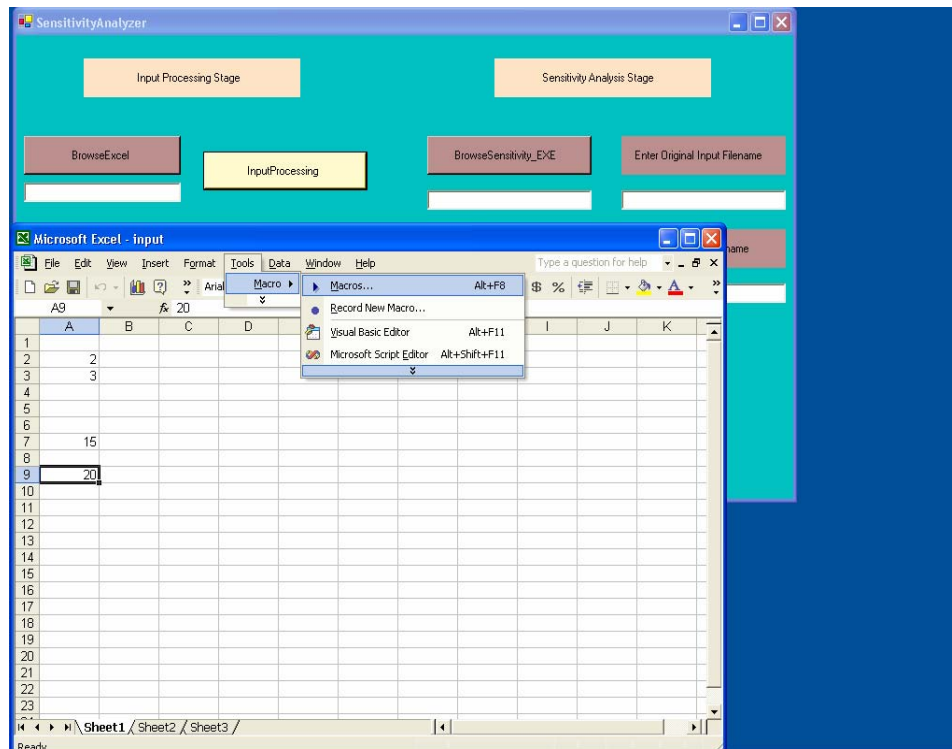 SensitivityAnalyzer
Input Processing Stage
Sensitivity Analysis Stage
BrowseExcel
InputProcessing
BrowseSensitivity_EXE
Enter Original Input Filename
name
Microsoft Excel - input
File Edit View Insert Format Tools Data Window Help
Type a question for help
Arial
$ %
Macro
Macros... Alt+F8
Record New Macro...
Visual Basic Editor Alt+F11
Microsoft Script Editor Alt+Shift+F11
A9 fx 20
A B C D I J K
1
2 2
3 3
4
5
6
7 15
8
9 20
10
11
12
13
14
15
16
17
18
19
20
21
22
23
Sheet1 / Sheet2 / Sheet3 /
Ready